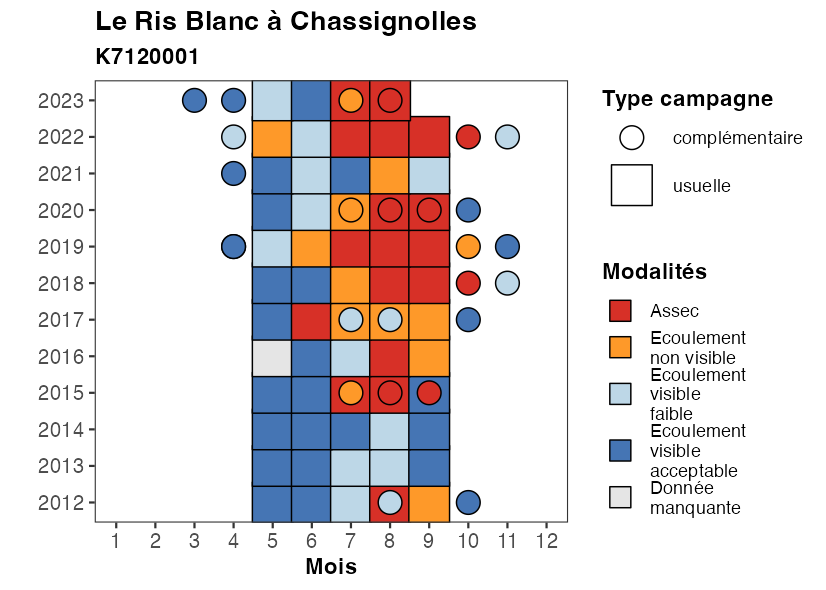 Le Ris Blanc à Chassignolles
K7120001
2023
2022
2021
2020
2019
2018
2017
2016
2015
2014
2013
2012
1 2 3 4 5 6 7 8 9 10 11 12
Mois
Type campagne
complémentaire
usuelle
Modalités
Assec
Ecoulement
non visible
Ecoulement
visible
faible
Ecoulement
visible
acceptable
Donnée
manquante